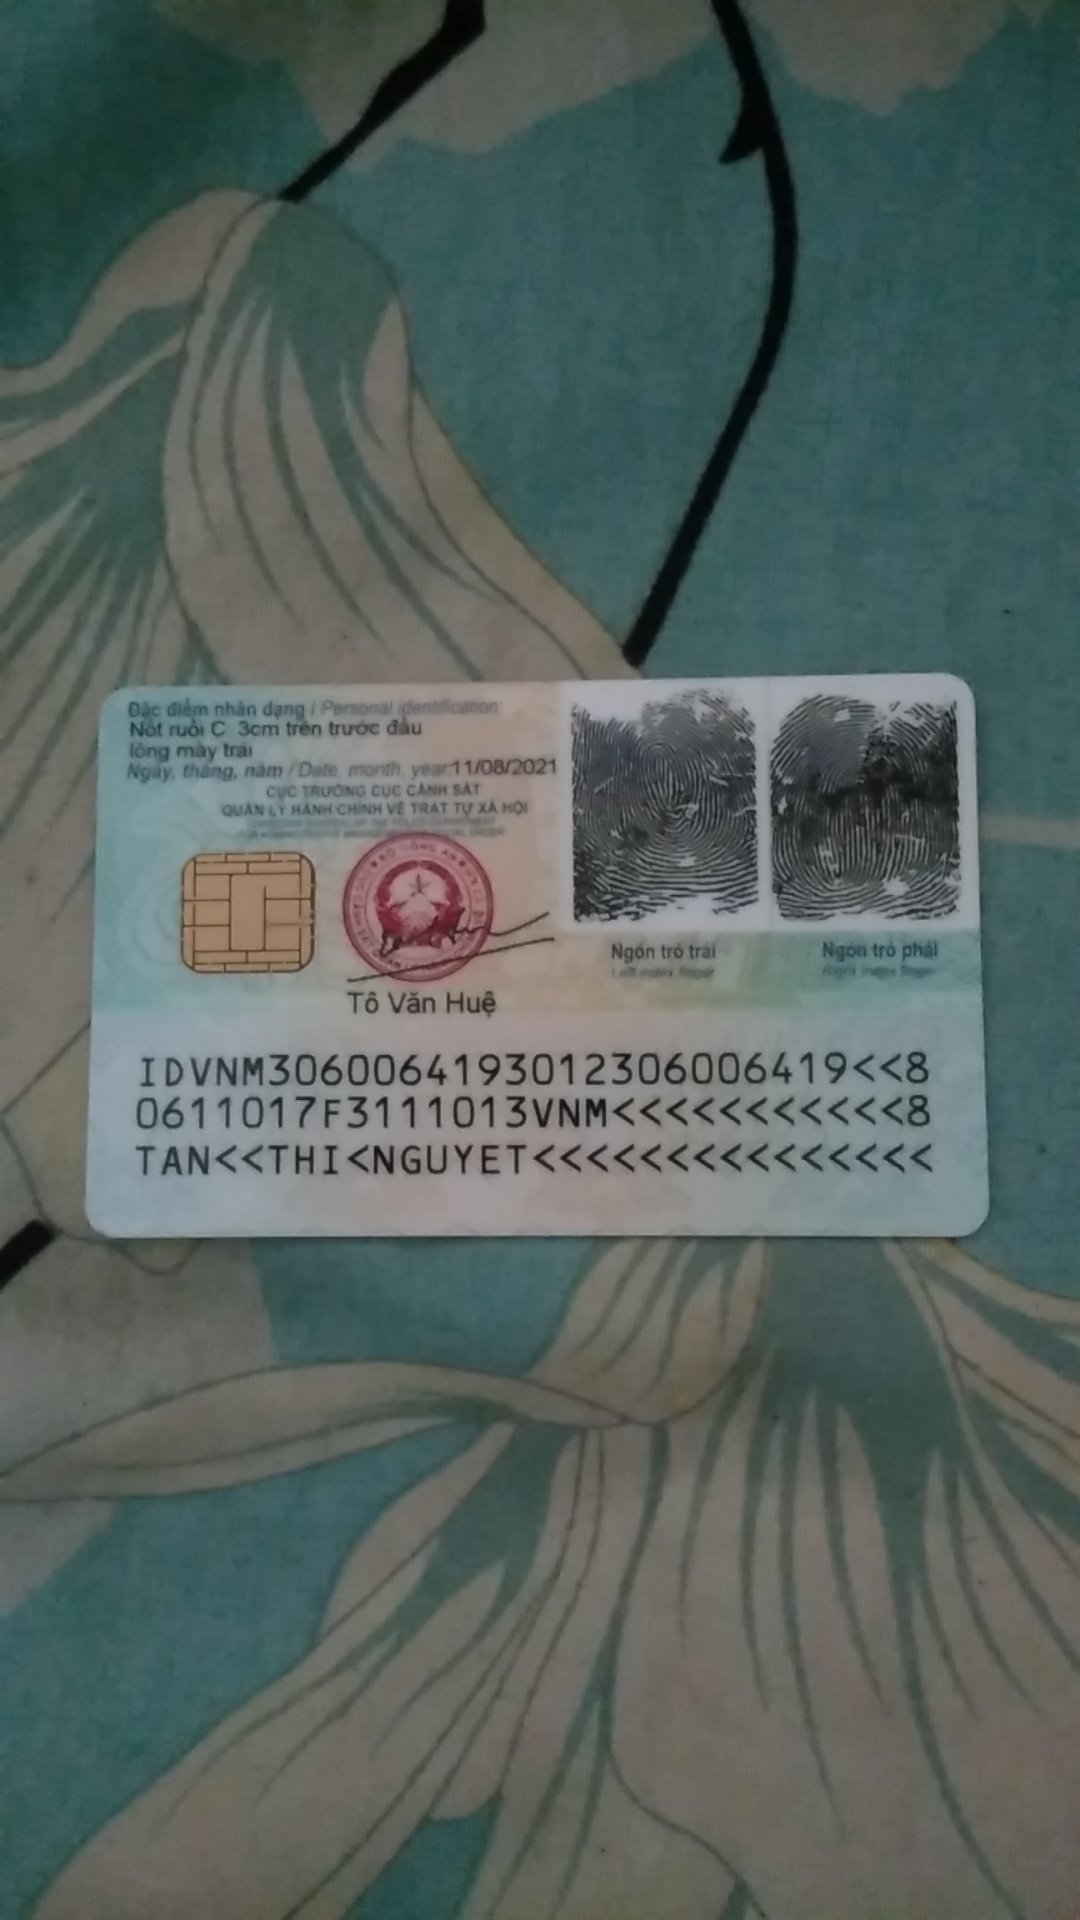 Đặc điểm nhân dạng / Personal identification
Nốt ruồi C 3cm trên trước đầu
lông mày trái
Ngày, tháng, năm / Date, month, year: 11/08/2021
CỤC TRƯỞNG CỤC CẢNH SÁT
QUẢN LÝ HÀNH CHÍNH VỀ TRẬT TỰ XÃ HỘI
Tô Văn Huệ
Ngón trỏ trái
Left index finger
Ngón trỏ phải
Right index finger
IDVNM3060064193012306006419<<8
0611017F3111013VNM<<<<<<<<<<<8
TAN<<THI<NGUYET<<<<<<<<<<<<<<<